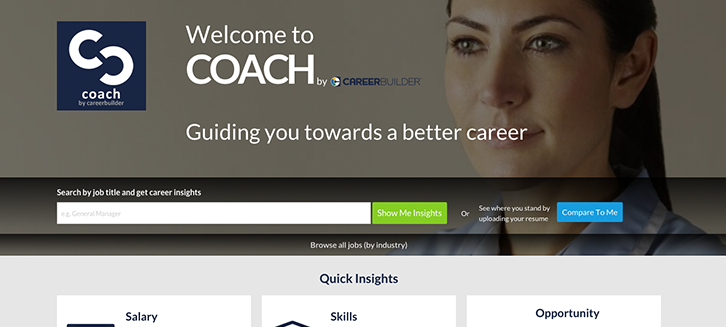 Welcome to
COACH by CAREERBUILDER
coach
by careerbuilder
Guiding you towards a better career
Search by job title and get career insights
e.g. General Manager
Show Me Insights
Or
See where you stand by
uploading your resume
Compare To Me
Browse all jobs (by industry)
Quick Insights
Salary
Skills
Opportunity